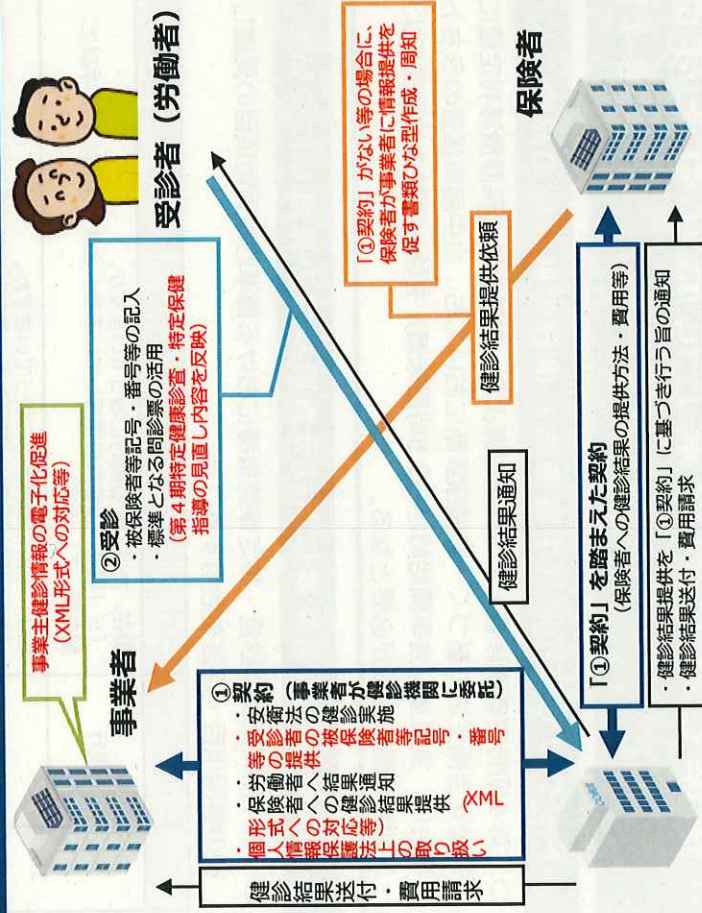 事業主健診情報の電子化促進
(XML形式への対応等)
事業者
②受診
・被保険者等記号・番号等の記入
・標準となる問診票の活用
(第4期特定健康診査・特定保健
指導の見直し内容を反映)
受診者(労働者)
①契約(事業者が健診機関に委託)
・安衛法の健診実施
・受診者の被保険者等記号・番号
等の提供
・労働者へ結果通知
・保険者への健診結果提供(XML
形式への対応等)
・個人情報保護法上の取り扱い
健診結果送付・費用請求
健診結果通知
健診結果提供依頼
「①契約」がない等の場合に、
保険者が事業者に情報提供を
促す書類ひな型作成・周知
保険者
「①契約」を踏まえた契約
(保険者への健診結果の提供方法・費用等)
・健診結果提供を「①契約」に基づき行う旨の通知
・健診結果送付・費用請求